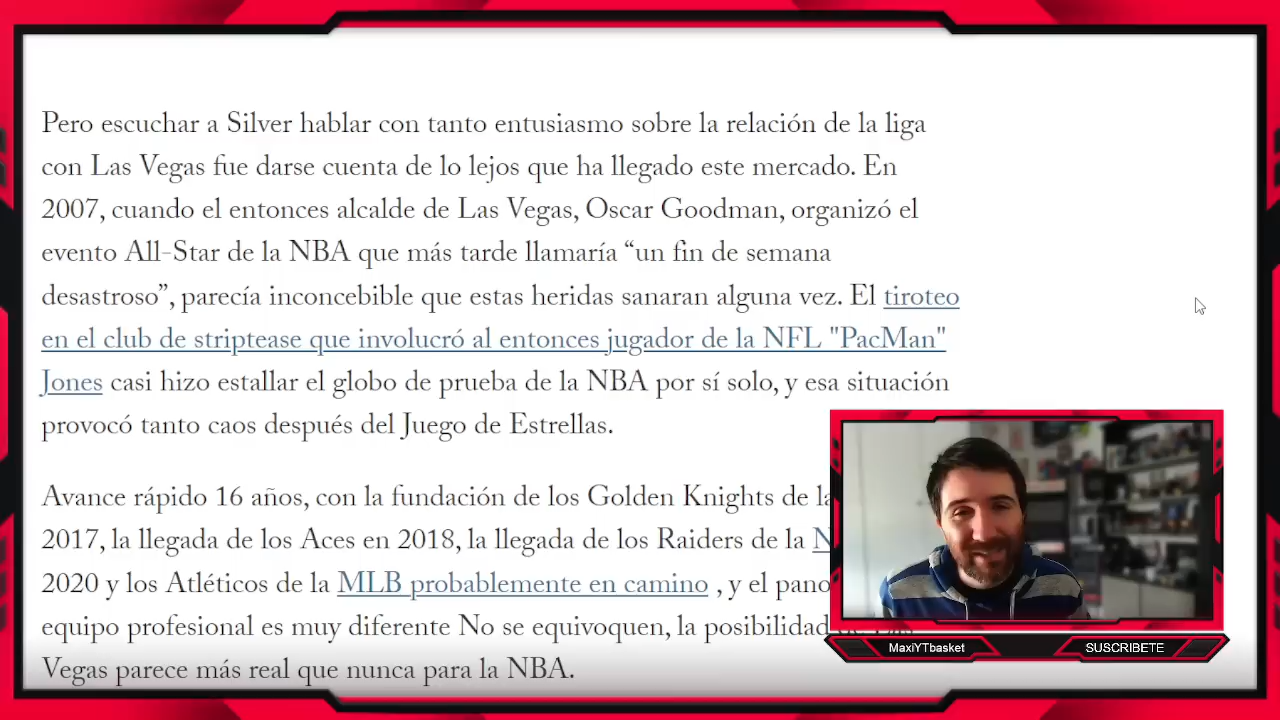 Pero escuchar a Silver hablar con tanto entusiasmo sobre la relación de la liga
con Las Vegas fue darse cuenta de lo lejos que ha llegado este mercado. En
2007, cuando el entonces alcalde de Las Vegas, Oscar Goodman, organizó el
evento All-Star de la NBA que más tarde llamaría “un fin de semana
desastroso”, parecía inconcebible que estas heridas sanaran alguna vez. El tiroteo
en el club de striptease que involucró al entonces jugador de la NFL "PacMan"
Jones casi hizo estallar el globo de prueba de la NBA por sí solo, y esa situación
provocó tanto caos después del Juego de Estrellas.
Avance rápido 16 años, con la fundación de los Golden Knights de la
2017, la llegada de los Aces en 2018, la llegada de los Raiders de la
2020 y los Atléticos de la MLB probablemente en camino , y el
equipo profesional es muy diferente No se equivoquen, la posibilidad
Vegas parece más real que nunca para la NBA.
MaxiYTbasket
SUSCRIBETE